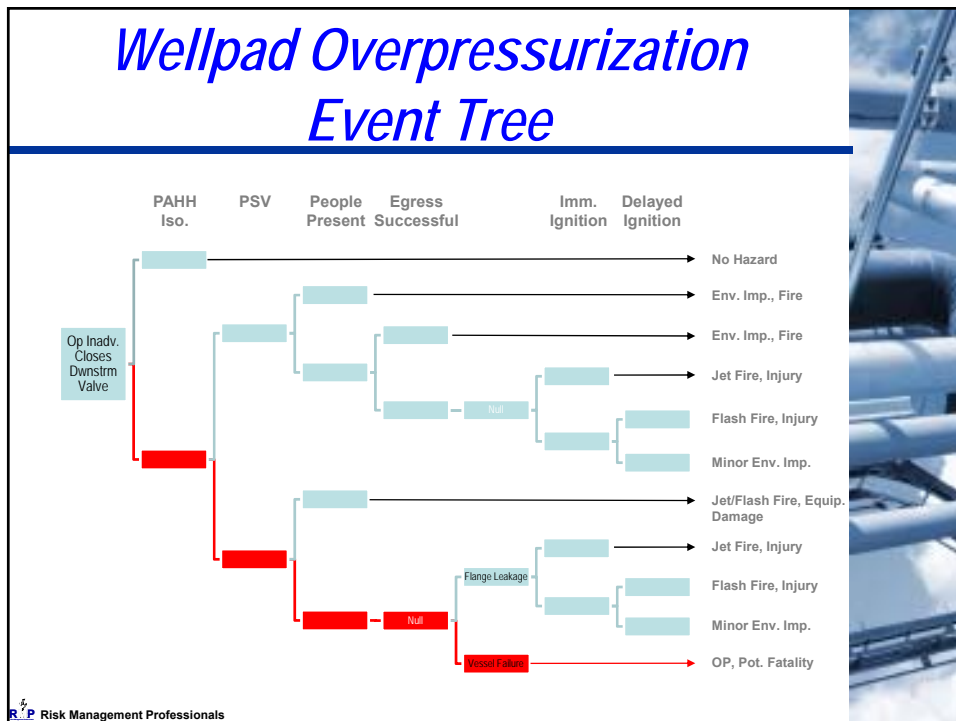 Wellpad Overpressurization
Event Tree
PAHH
Iso.
PSV
People
Present
Egress
Successful
Imm.
Ignition
Delayed
Ignition
No Hazard
Env. Imp., Fire
Op Inadv.
Closes
Dwnstrm
Valve
Env. Imp., Fire
Jet Fire, Injury
Null
Flash Fire, Injury
Minor Env. Imp.
Jet/Flash Fire, Equip.
Damage
Jet Fire, Injury
Flange Leakage
Flash Fire, Injury
Null
Minor Env. Imp.
Vessel Failure
OP, Pot. Fatality
RMP Risk Management Professionals